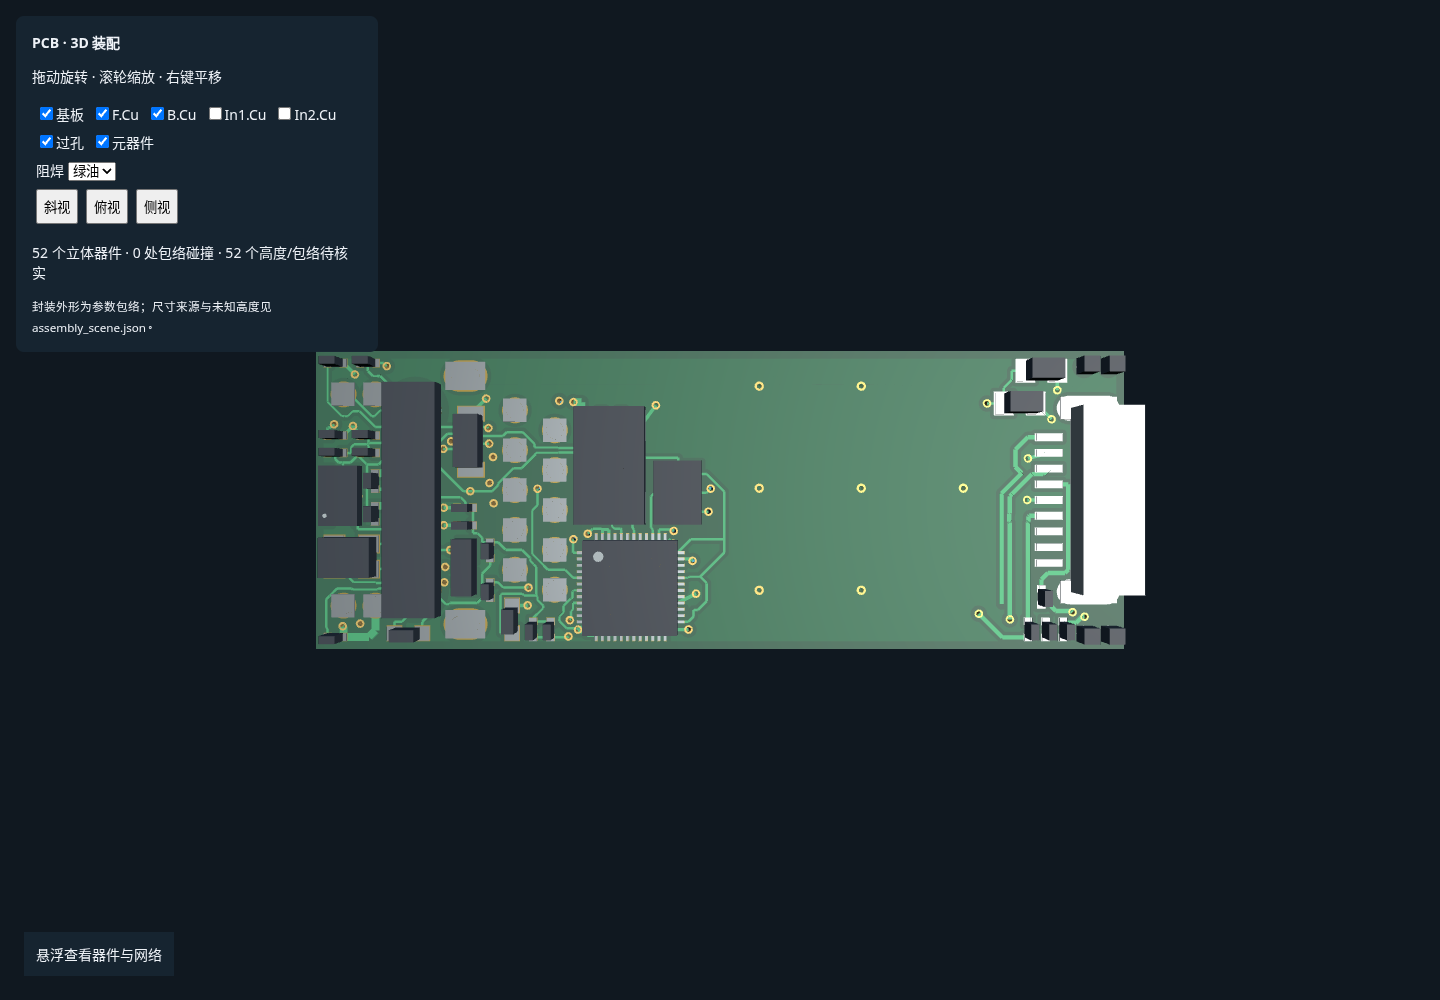 PCB · 3D 装配
拖动旋转 · 滚轮缩放 · 右键平移
基板 F.Cu B.Cu In1.Cu In2.Cu
过孔 元器件
阻焊 绿油
斜视 俯视 侧视
52 个立体器件 · 0 处包络碰撞 · 52 个高度/包络待核
实
封装外形为参数包络；尺寸来源与未知高度见
assembly_scene.json。
悬浮查看器件与网络